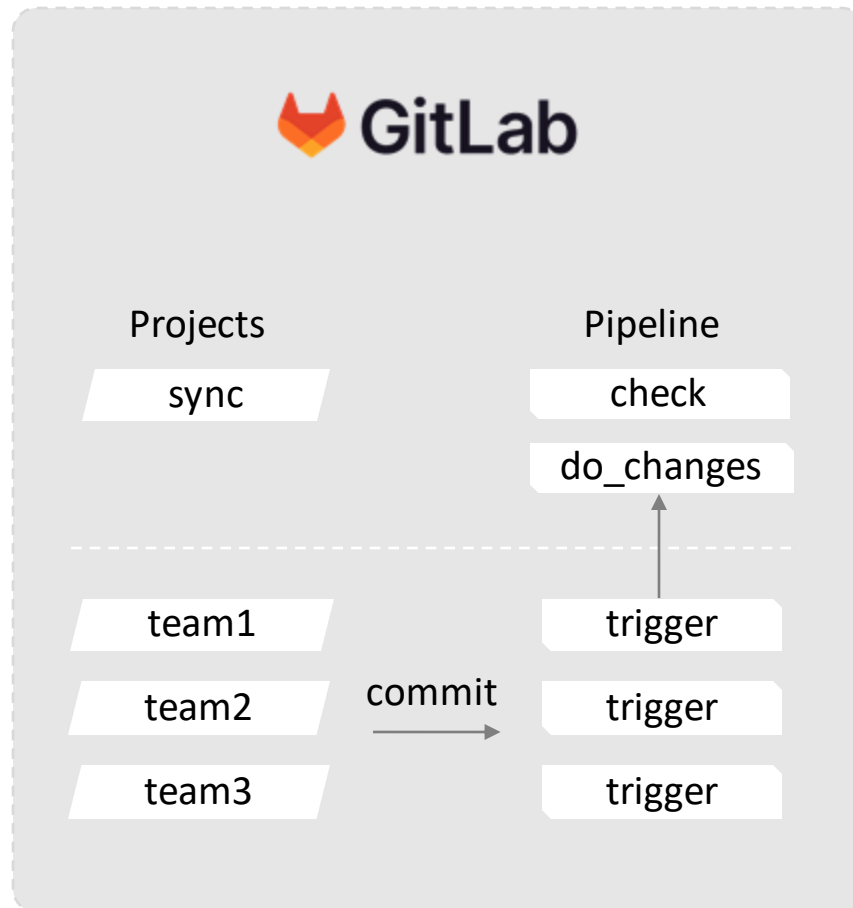 GitLab
Projects Pipeline
sync check
do_changes
team1 trigger
team2 commit trigger
team3 trigger